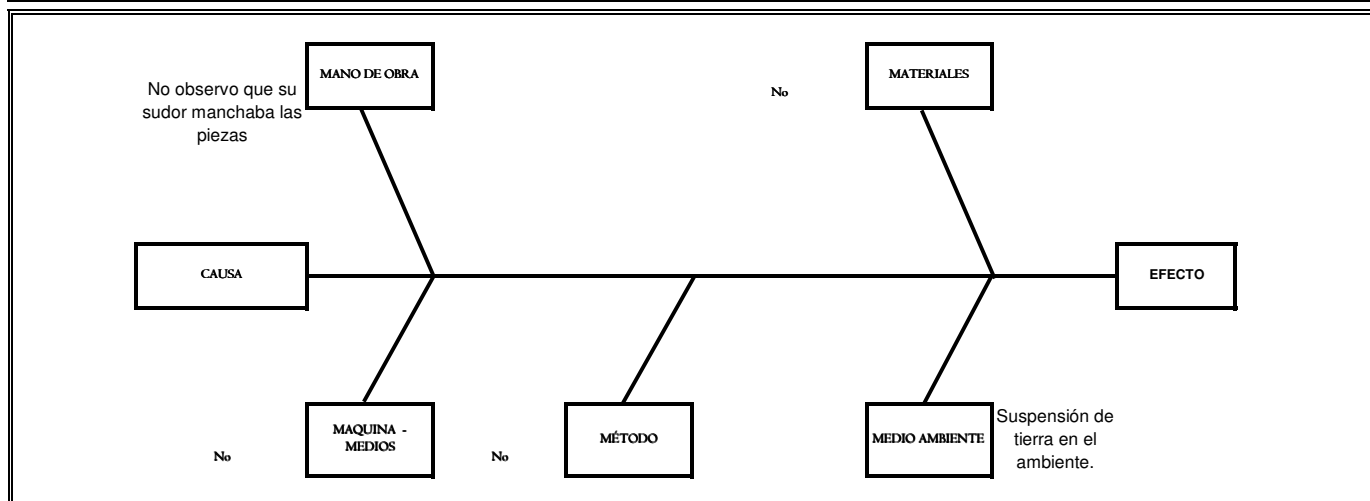 MANO DE OBRA
No observo que su
sudor manchaba las
piezas
No
MATERIALES
CAUSA
EFECTO
No
MAQUINA -
MEDIOS
No
MÉTODO
MEDIO AMBIENTE
Suspensión de
tierra en el
ambiente.